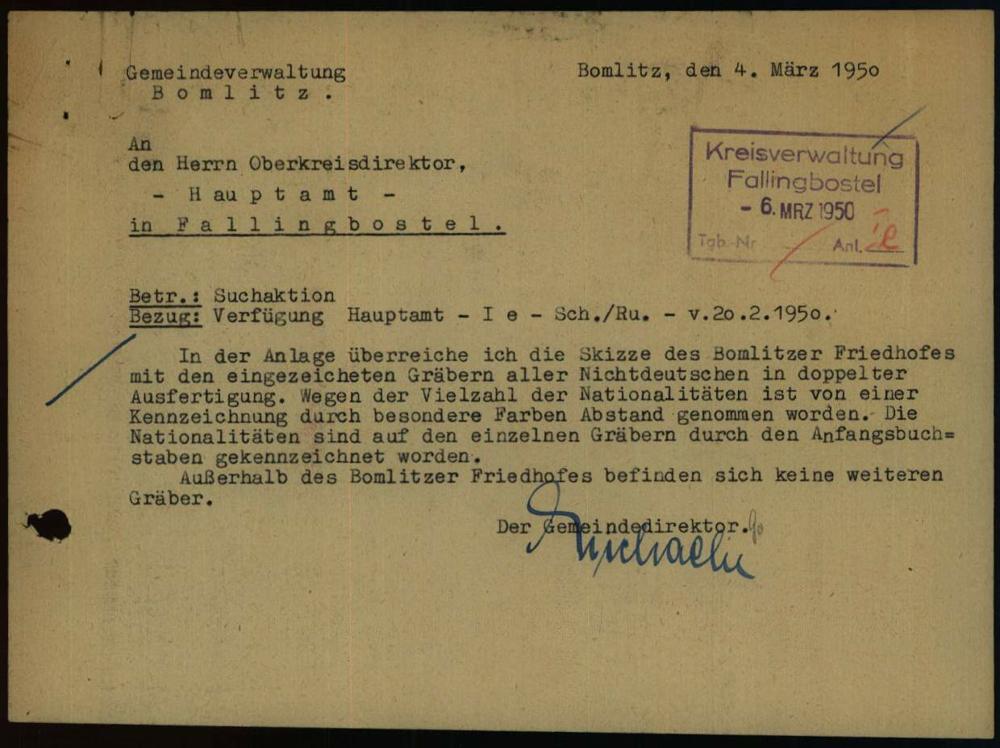 Gemeindeverwaltung
B o m l i t z .
Bomlitz, den 4. März 195o
An
den Herrn Oberkreisdirektor,
- H au p t a m t -
in F a l l i n g b o s t e l .
Kreisverwaltung
Fallingbostel
- 6. MRZ 1950
Tgb.-Nr Anl.
Betr.: Suchaktion
Bezug: Verfügung Hauptamt - I e - Sch./Ru. - v.2o.2.195o.
In der Anlage überreiche ich die Skizze des Bomlitzer Friedhofes
mit den eingezeicheten Gräbern aller Nichtdeutschen in doppelter
Ausfertigung. Wegen der Vielzahl der Nationalitäten ist von einer
Kennzeichnung durch besondere Farben Abstand genommen worden. Die
Nationalitäten sind auf den einzelnen Gräbern durch den Anfangsbuch=
staben gekennzeichnet worden.
Außerhalb des Bomlitzer Friedhofes befinden sich keine weiteren
Gräber.
Der Gemeindedirektor.